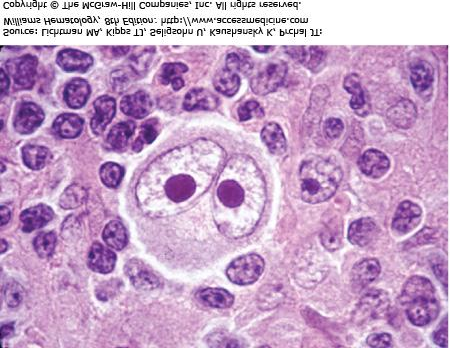 Source: Lichtman MA, Kipps TJ, Seligsohn U, Kaushansky K, Prchal JT:
Williams Hematology, 8th Edition: http://www.accessmedicine.com
Copyright © The McGraw-Hill Companies, Inc. All rights reserved.